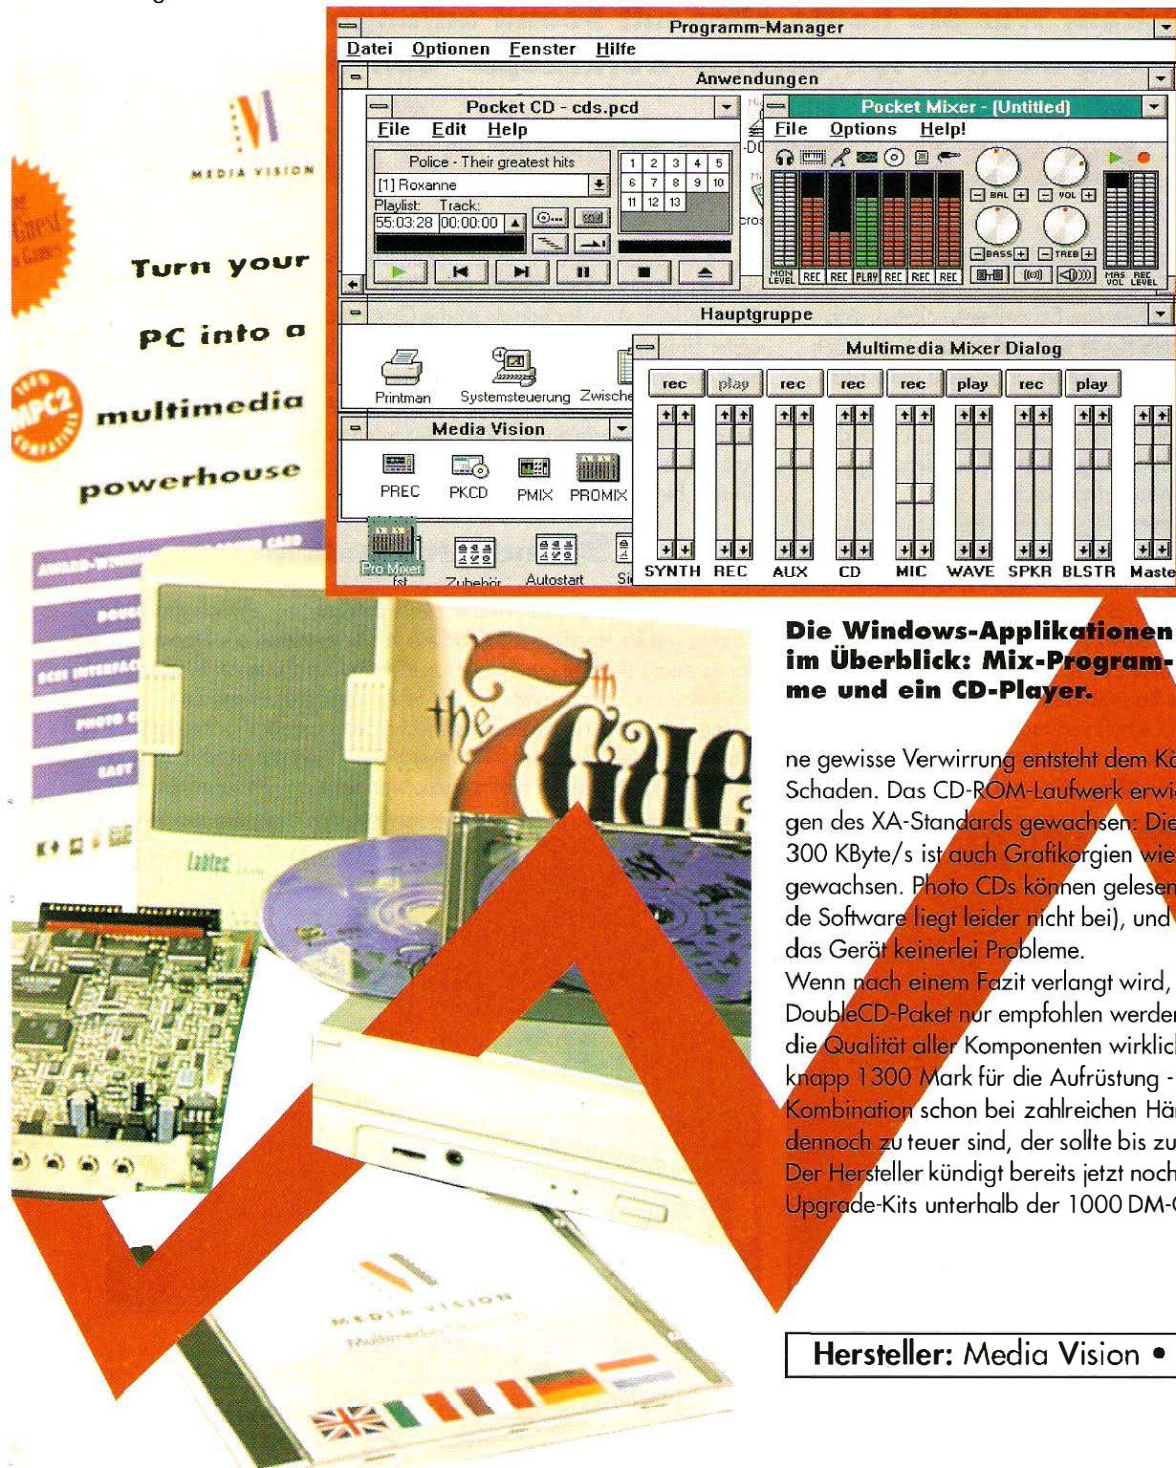 Programm-Manager
Datei Optionen Fenster Hilfe
Anwendungen
Pocket CD - cds.pcd
File Edit Help
Police - Their greatest hits
[1] Roxanne
Playlist: Track:
55:03:28 00:00:00
1 2 3 4 5
6 7 8 9 10
11 12 13
Pocket Mixer - (Untitled)
File Options Help!
BAL VOL
BASS TREB
MON LEVEL REC REC PLAY REC REC REC MAS VOL REC LEVEL
Hauptgruppe
Printman Systemsteuerung Zwische
Media Vision
PREC PKCD PMIX PROMIX
Pro Mixer
Zubehör Autostart
Multimedia Mixer Dialog
rec play rec rec rec play rec play
SYNTH REC AUX CD MIC WAVE SPKR BLSTR Maste
MEDIA VISION
Turn your
PC into a
multimedia
powerhouse
100%
MPC2
COMPATIBLE
SCSI INTERFAC
PHOTO C
EASY
Labtec
the 7th Gue
MEDIA VISION
Die Windows-Applikationen
im Überblick: Mix-Program-
me und ein CD-Player.
ne gewisse Verwirrung entsteht dem Kä
Schaden. Das CD-ROM-Laufwerk erwie
gen des XA-Standards gewachsen: Die
300 KByte/s ist auch Grafikorgien wie
gewachsen. Photo CDs können gelesen
de Software liegt leider nicht bei), und
das Gerät keinerlei Probleme.
Wenn nach einem Fazit verlangt wird,
DoubleCD-Paket nur empfohlen werden
die Qualität aller Komponenten wirklich
knapp 1300 Mark für die Aufrüstung -
Kombination schon bei zahlreichen Hä
dennoch zu teuer sind, der sollte bis zu
Der Hersteller kündigt bereits jetzt noch
Upgrade-Kits unterhalb der 1000 DM-G
Hersteller: Media Vision •